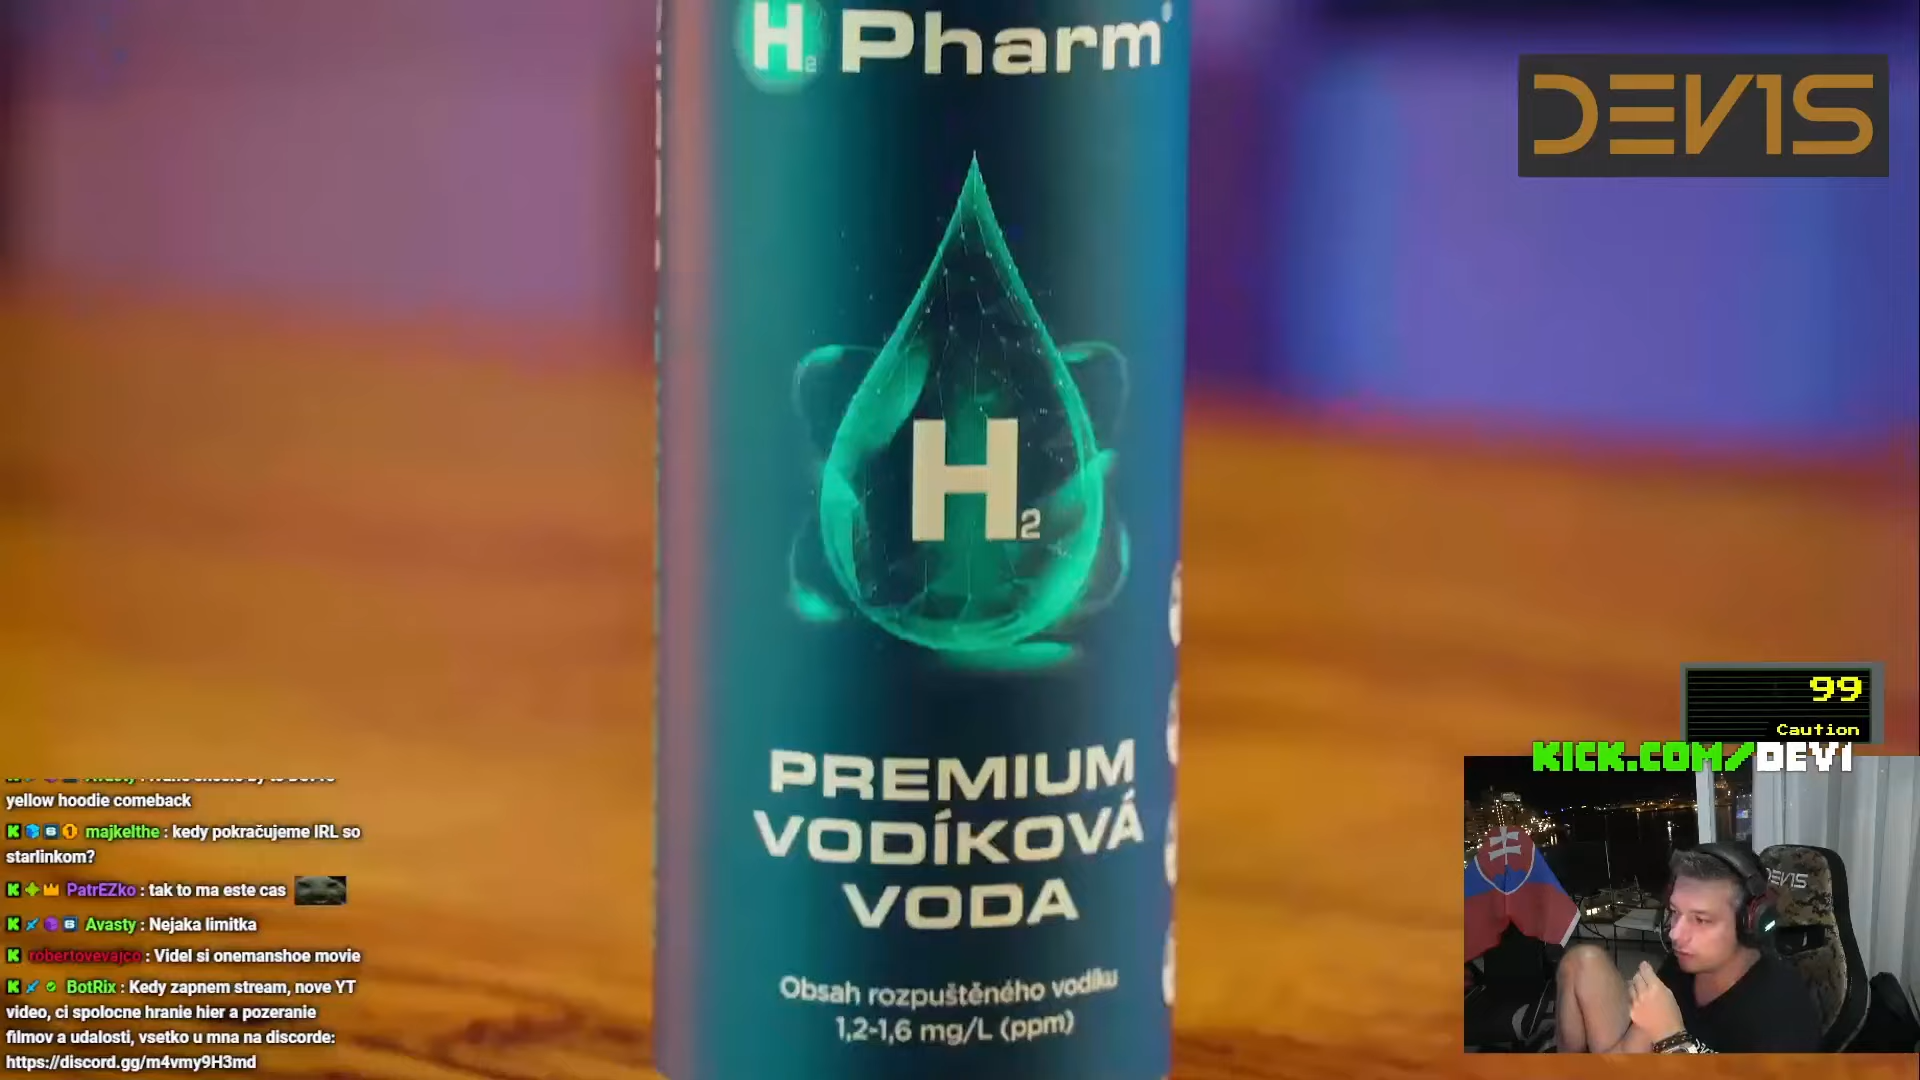 H2 Pharm
DEV1S
H2
PREMIUM
VODÍKOVÁ
VODA
Obsah rozpuštěného vodíku
1,2-1,6 mg/L (ppm)
99
Caution
KICK.COM/DEV1
DEV1S
yellow hoodie comeback
majkelthe : kedy pokračujeme IRL so
starlinkom?
PatrEZko : tak to ma este cas
Avasty : Nejaka limitka
robertovevajco : Videl si onemanshoe movie
BotRix : Kedy zapnem stream, nove YT
video, ci spolocne hranie hier a pozeranie
filmov a udalosti, vsetko u mna na discorde:
https://discord.gg/m4vmy9H3md